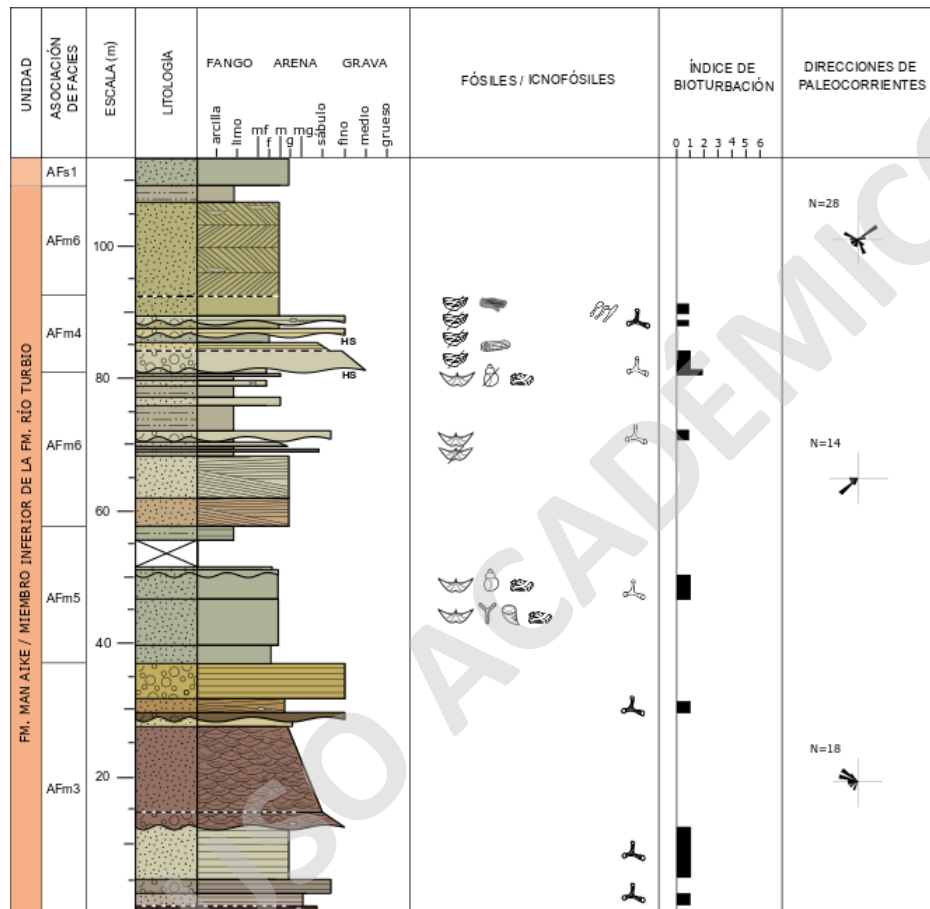 UNIDAD
ASOCIACIÓN
DE FACIES
ESCALA (m)
LITOLOGÍA
FANGO ARENA GRAVA
arcilla
limo
mf
f
m
g
mg
sábulo
fino
medio
grueso
FÓSILES / ICNOFÓSILES
ÍNDICE DE
BIOTURBACIÓN
0 1 2 3 4 5 6
DIRECCIONES DE
PALEOCORRIENTES
FM. MAN AIKE / MIEMBRO INFERIOR DE LA FM. RÍO TURBIO
AFs1
AFm6
100
N=28
AFm4
HS
HS
80
AFm6
N=14
60
AFm5
40
AFm3
N=18
20
USO ACADÉMICO